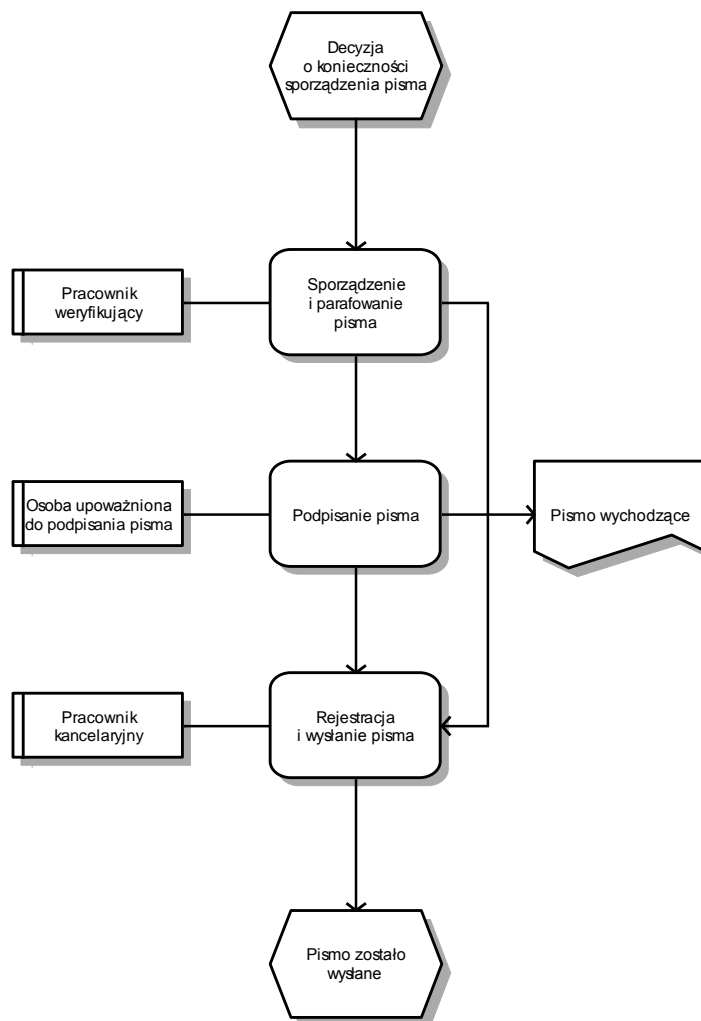 Decyzja
o konieczności
sporządzenia pisma
Pracownik
weryfikujący
Sporządzenie
i parafowanie
pisma
Osoba upoważniona
do podpisania pisma
Podpisanie pisma
Pismo wychodzące
Pracownik
kancelaryjny
Rejestracja
i wysłanie pisma
Pismo zostało
wysłane